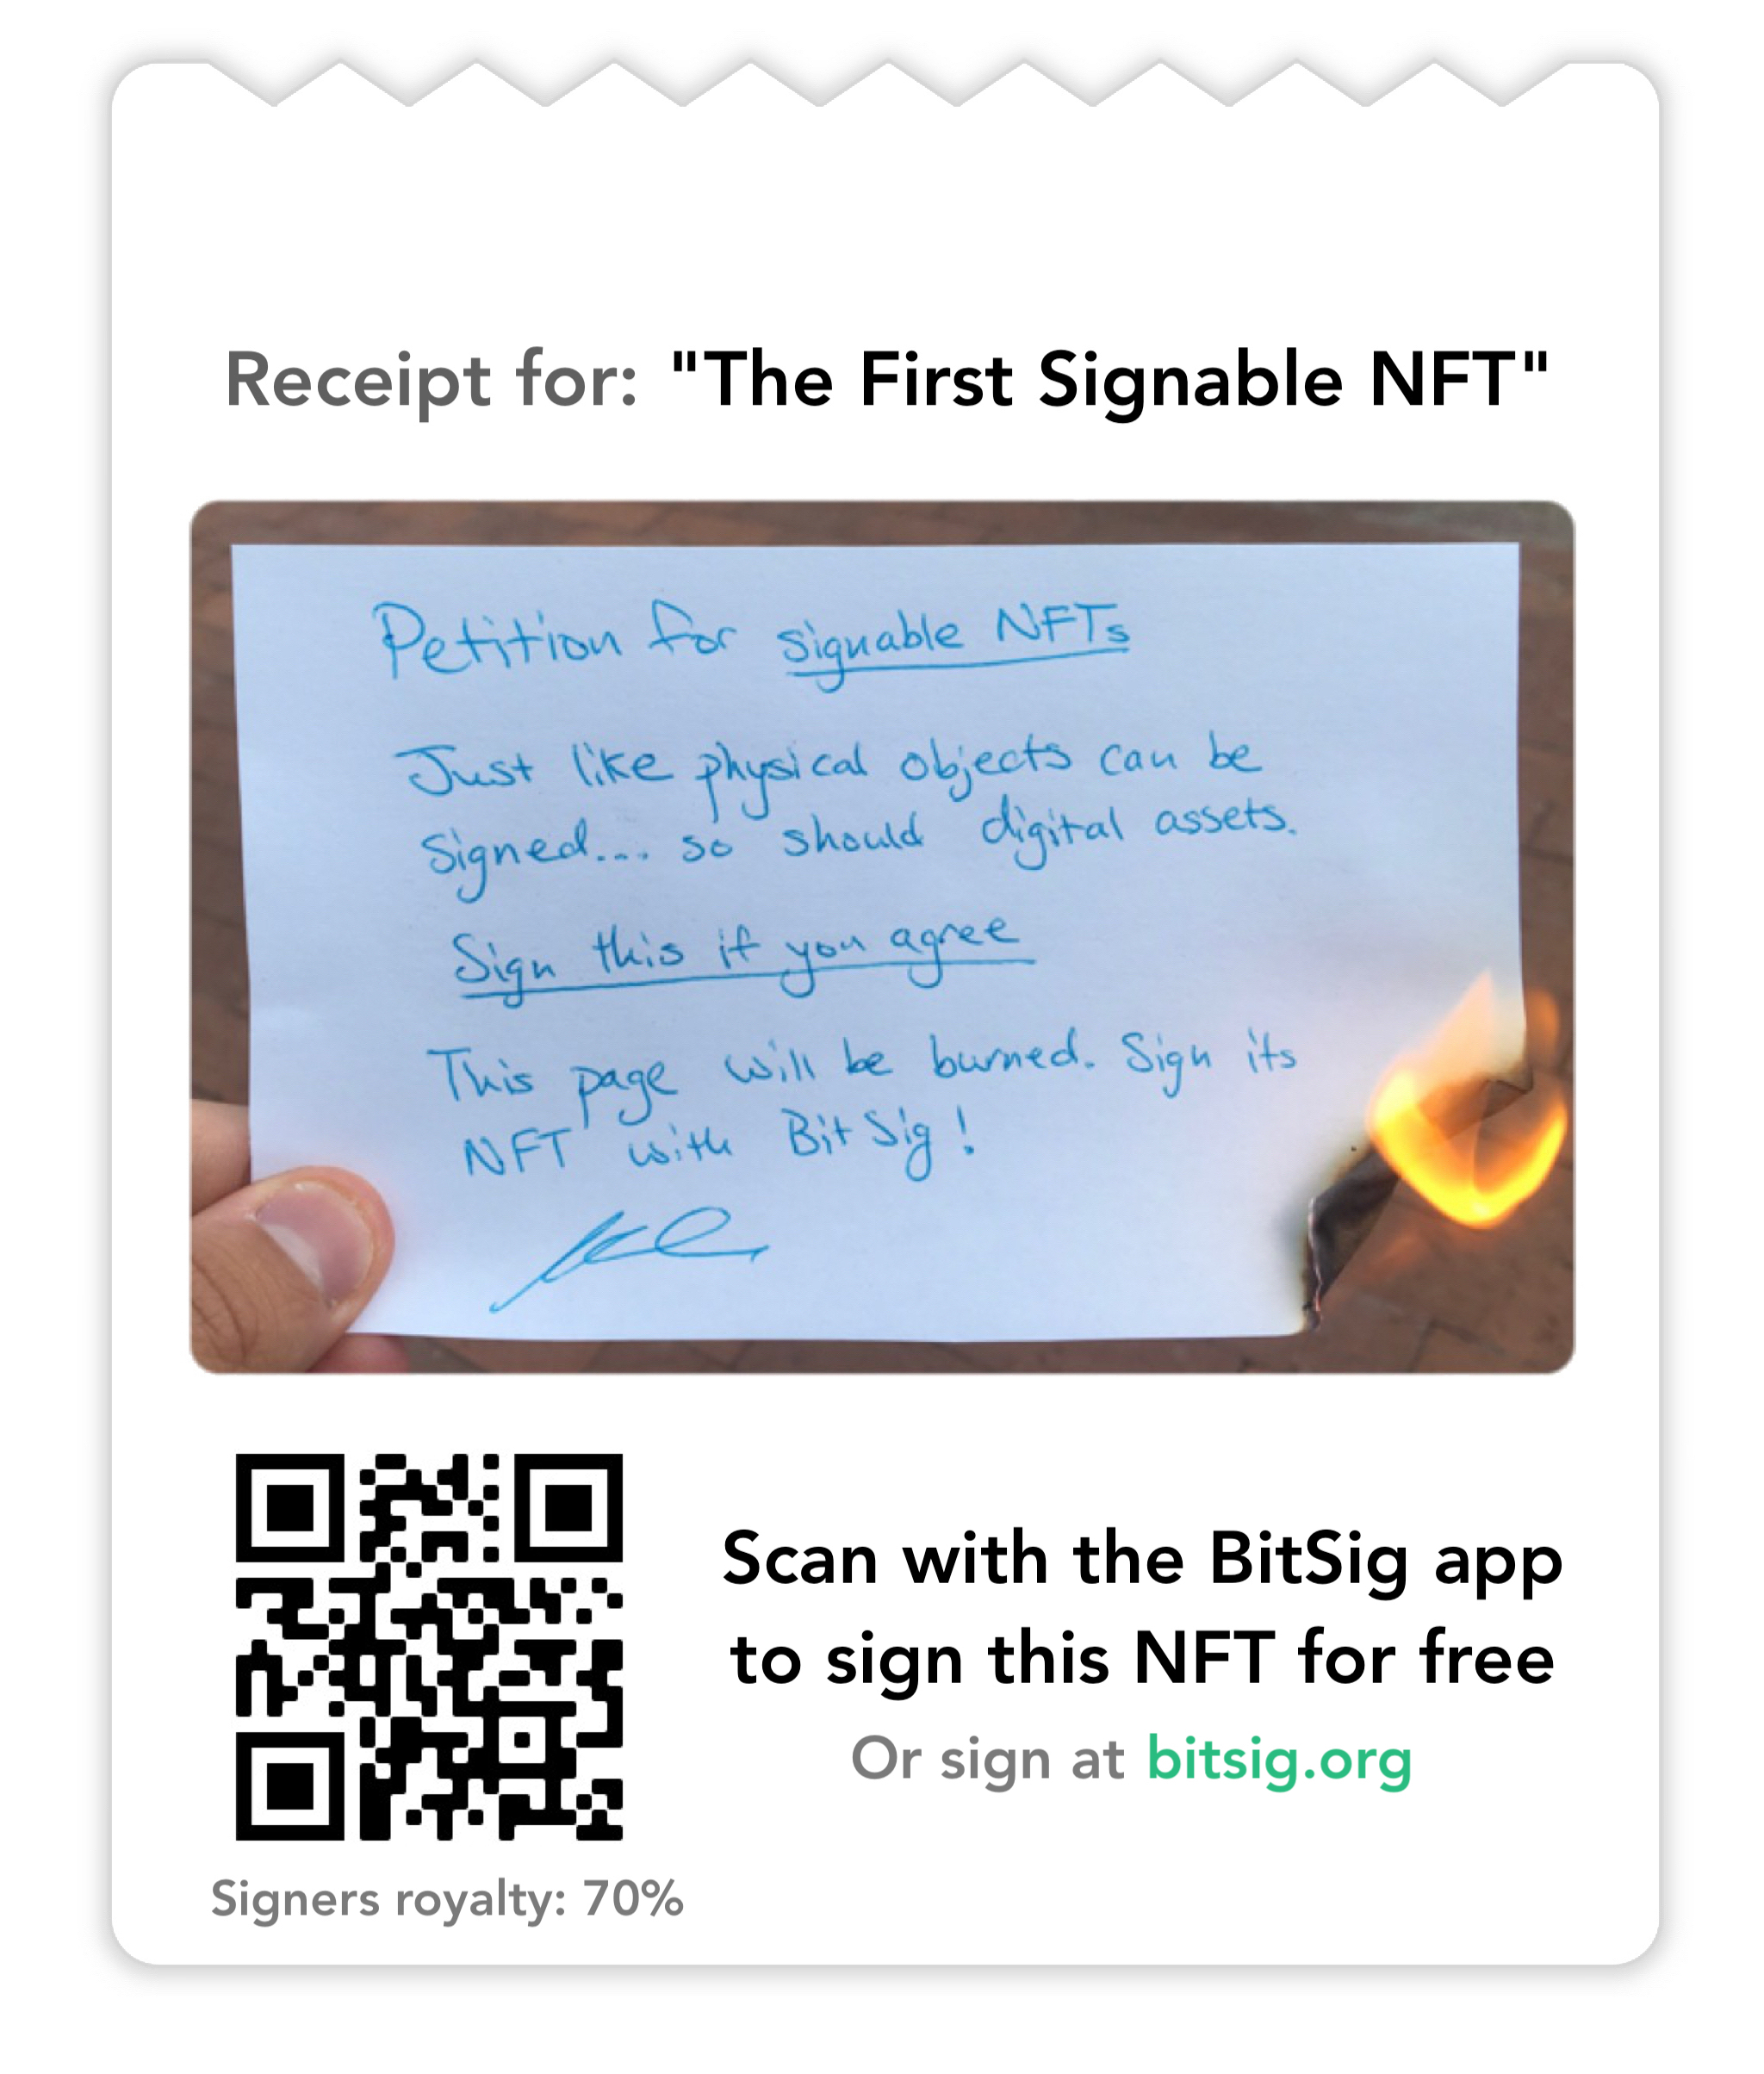 Receipt for: "The First Signable NFT"
Petition for signable NFTs
Just like physical objects can be
signed... so should digital assets.
Sign this if you agree
This page will be burned. Sign its
NFT with BitSig!
Scan with the BitSig app
to sign this NFT for free
Or sign at bitsig.org
Signers royalty: 70%